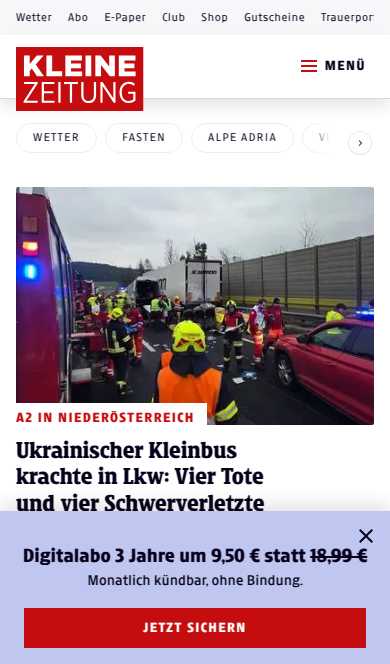 Wetter Abo E-Paper Club Shop Gutscheine
KLEINE
ZEITUNG
MENÜ
WETTER FASTEN ALPE ADRIA
A2 IN NIEDERÖSTERREICH
Ukrainischer Kleinbus
krachte in Lkw: Vier Tote
und vier Schwerverletzte
Digitalabo 3 Jahre um 9,50 € statt 18,99 €
Monatlich kündbar, ohne Bindung.
JETZT SICHERN